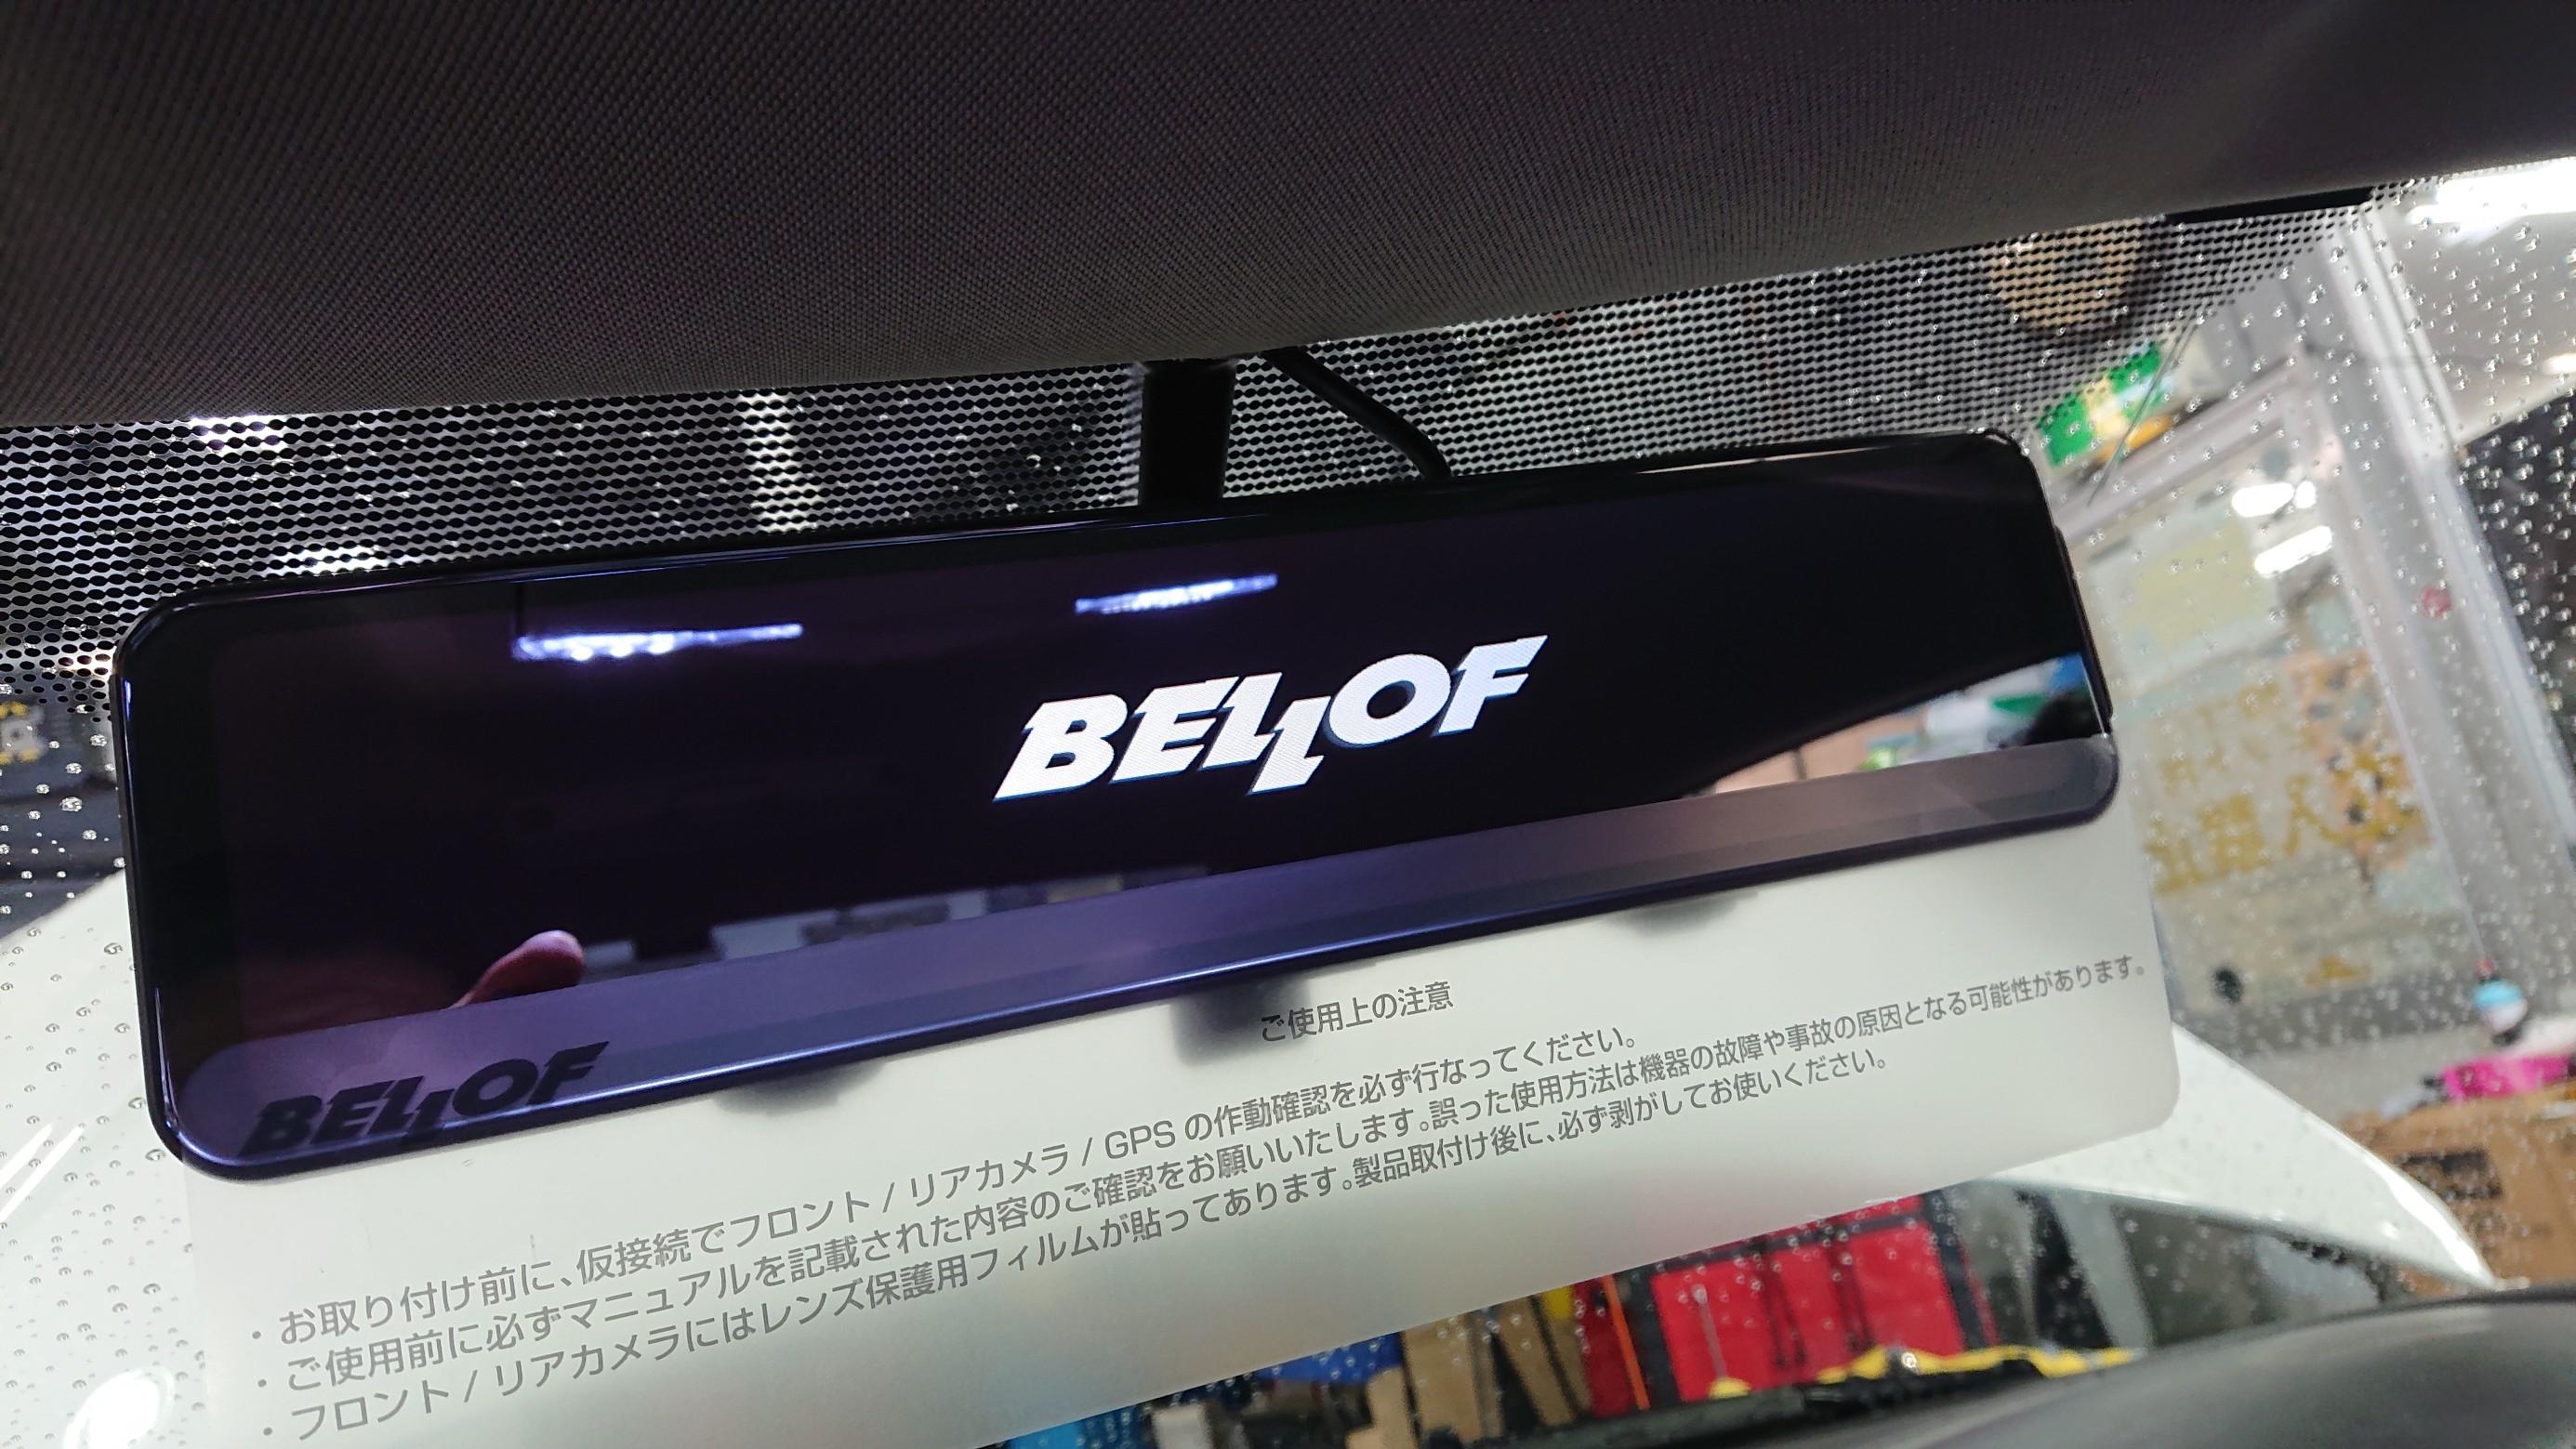 BELLOF
BELLOF
ご使用上の注意
・お取り付け前に、仮接続でフロント / リアカメラ / GPS の作動確認を必ず行なってください。
・ご使用前に必ずマニュアルを記載された内容のご確認をお願いいたします。誤った使用方法は機器の故障や事故の原因となる可能性があります。
・フロント / リアカメラにはレンズ保護用フィルムが貼ってあります。製品取付け後に、必ず剥がしてお使いください。